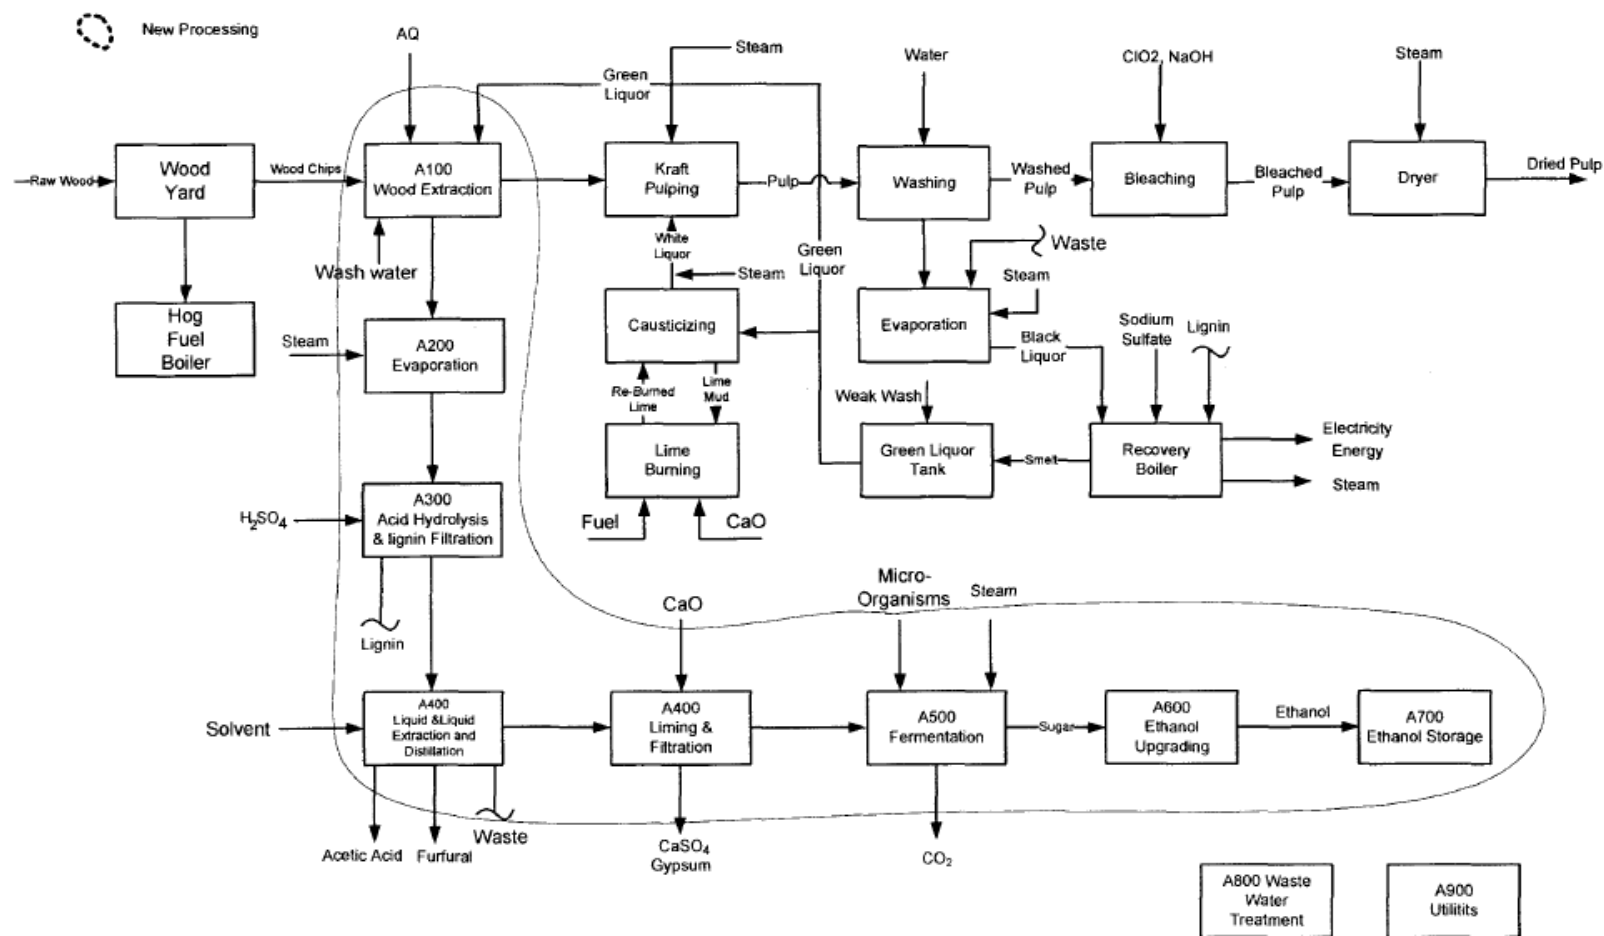 New Processing
AQ
Steam
Water
ClO2, NaOH
Steam
Green
Liquor
Raw Wood
Wood
Yard
Wood Chips
A100
Wood Extraction
Kraft
Pulping
Pulp
Washing
Washed
Pulp
Bleaching
Bleached
Pulp
Dryer
Dried Pulp
Wash water
White
Liquor
Green
Liquor
Waste
Steam
Steam
Hog
Fuel
Boiler
Steam
A200
Evaporation
Causticizing
Evaporation
Black
Liquor
Sodium
Sulfate
Lignin
Re-Burned
Lime
Lime
Mud
Weak Wash
Lime
Burning
Green Liquor
Tank
Smelt
Recovery
Boiler
Electricity
Energy
Steam
Fuel
CaO
H2SO4
A300
Acid Hydrolysis
& lignin Filtration
Lignin
CaO
Micro-
Organisms
Steam
Solvent
A400
Liquid &Liquid
Extraction and
Distillation
A400
Liming &
Filtration
A500
Fermentation
Sugar
A600
Ethanol
Upgrading
Ethanol
A700
Ethanol Storage
Acetic Acid
Furfural
Waste
CaSO4
Gypsum
CO2
A800 Waste
Water
Treatment
A900
Utilitits